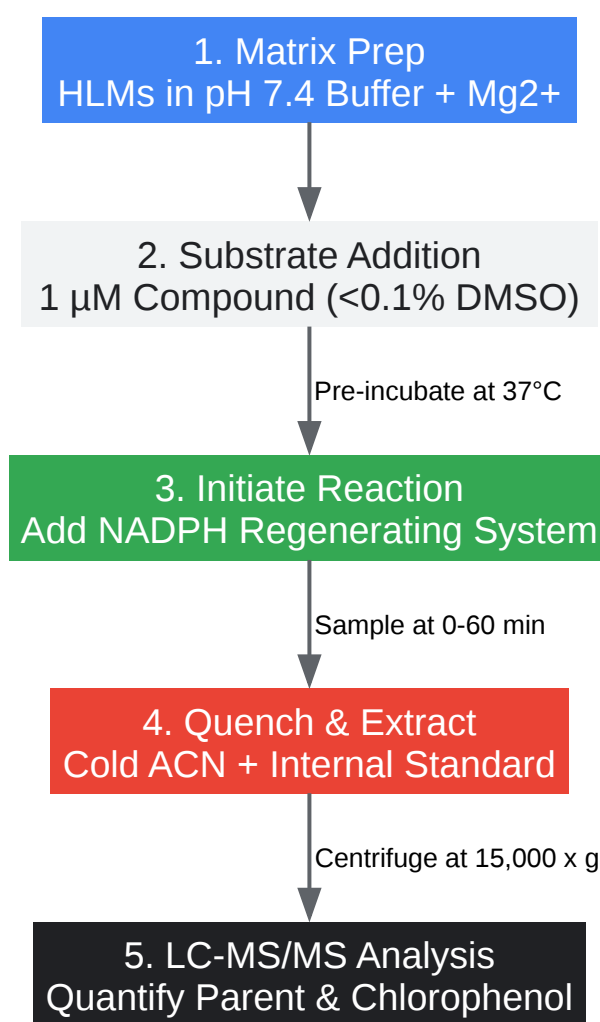 1. Matrix Prep
HLMs in pH 7.4 Buffer + Mg2+
2. Substrate Addition
1 µM Compound (<0.1% DMSO)
Pre-incubate at 37°C
3. Initiate Reaction
Add NADPH Regenerating System
Sample at 0-60 min
4. Quench & Extract
Cold ACN + Internal Standard
Centrifuge at 15,000 x g
5. LC-MS/MS Analysis
Quantify Parent & Chlorophenol